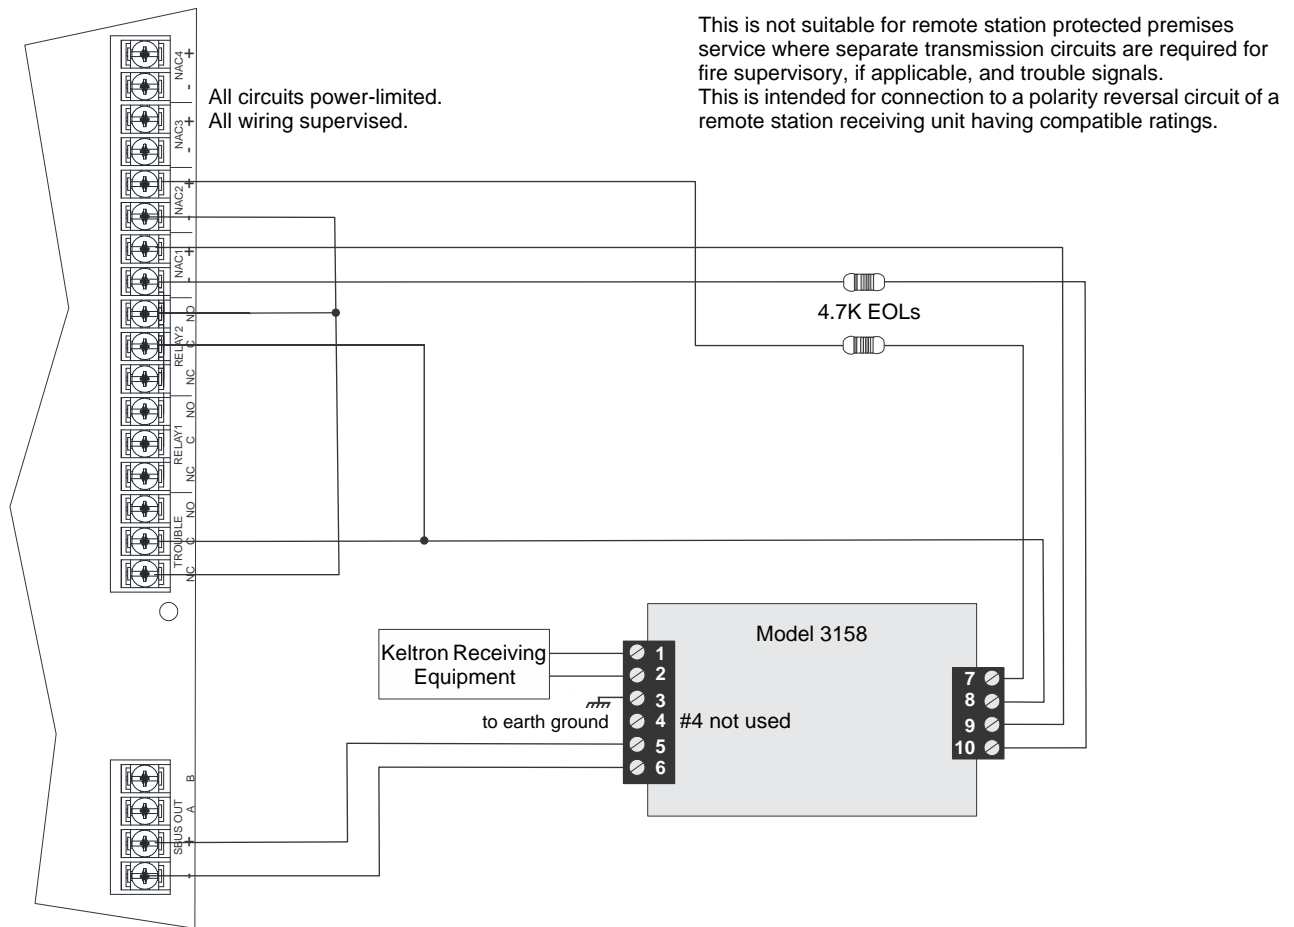 This is not suitable for remote station protected premises
service where separate transmission circuits are required for
fire supervisory, if applicable, and trouble signals.
This is intended for connection to a polarity reversal circuit of a
remote station receiving unit having compatible ratings.
All circuits power-limited.
All wiring supervised.
NAC4
+
-
NAC3
+
-
NAC2
+
-
NAC1
+
-
RELAY2
NO
C
NC
RELAY1
NO
C
NC
TROUBLE
NO
C
NC
4.7K EOLs
Model 3158
Keltron Receiving
Equipment
to earth ground
1
2
3
4
5
6
#4 not used
7
8
9
10
SBUS OUT
B
A
+
-